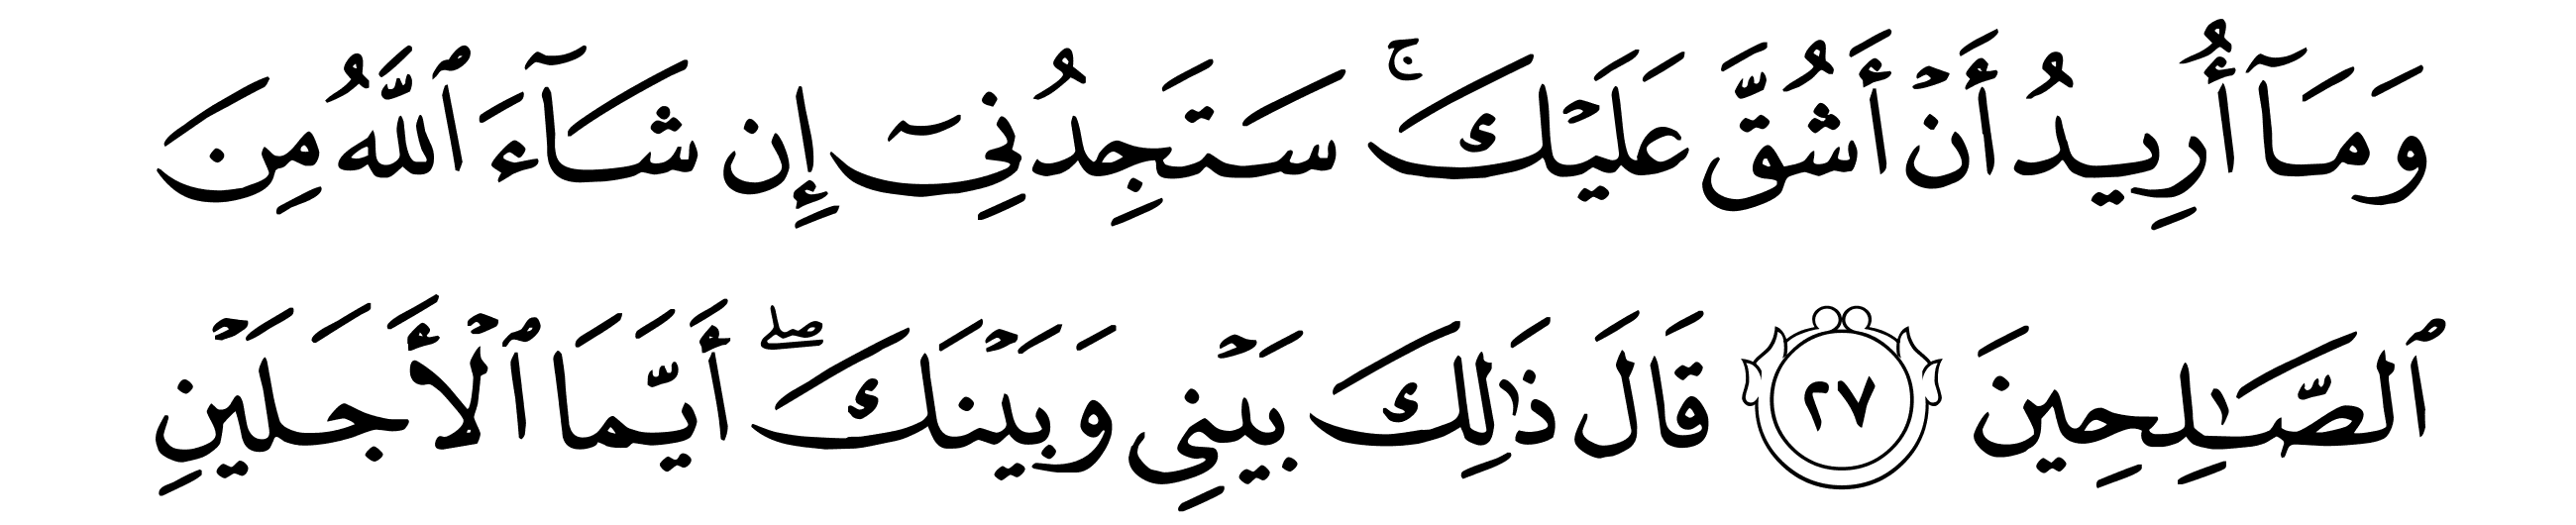 وَمَآ أُرِيدُ أَنۡ أَشُقَّ عَلَيۡكَۚ سَتَجِدُنِيٓ إِن شَآءَ ٱللَّهُ مِنَ
ٱلصَّٰلِحِينَ ٢٧ قَالَ ذَٰلِكَ بَيۡنِي وَبَيۡنَكَۖ أَيَّمَا ٱلۡأَجَلَيۡنِ